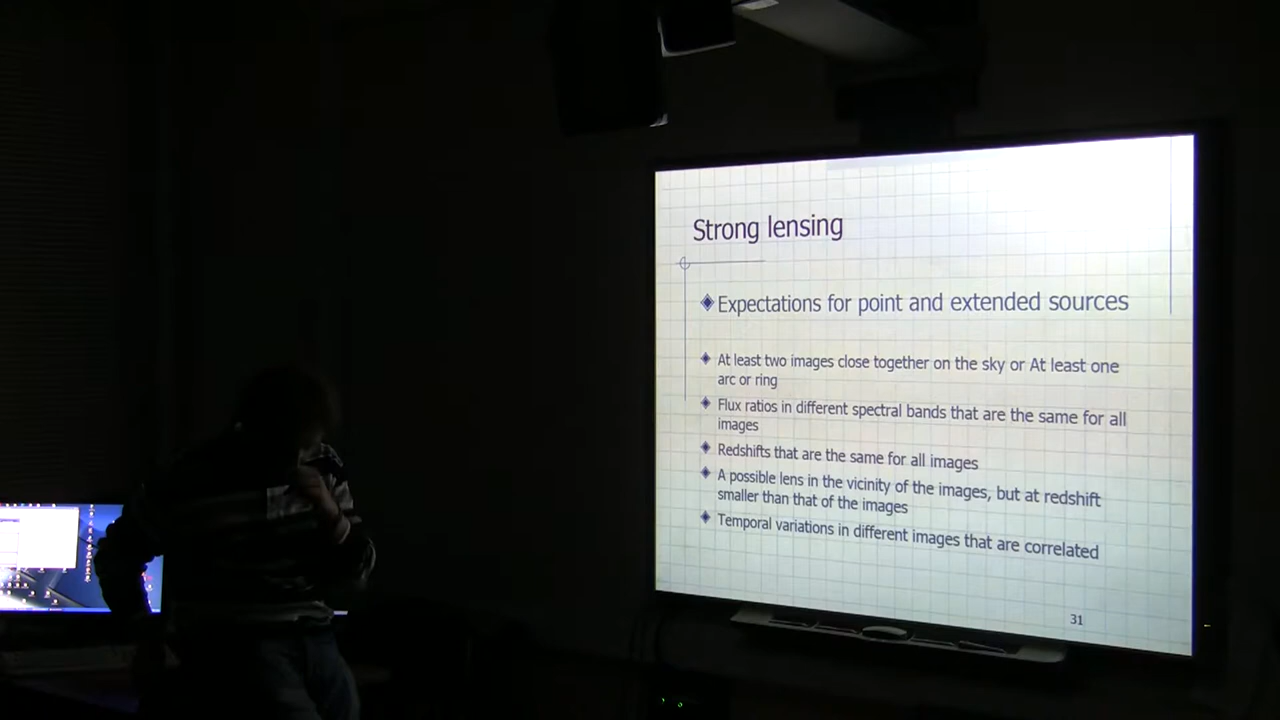 Strong lensing
Expectations for point and extended sources
At least two images close together on the sky or At least one
arc or ring
Flux ratios in different spectral bands that are the same for all
images
Redshifts that are the same for all images
A possible lens in the vicinity of the images, but at redshift
smaller than that of the images
Temporal variations in different images that are correlated
31